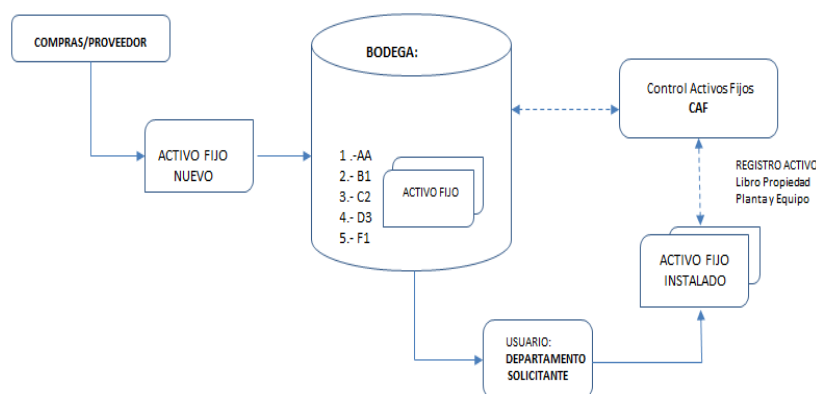 COMPRAS/PROVEEDOR
ACTIVO FIJO
NUEVO
BODEGA:
1 .-AA
2.- B1
3.- C2
4.- D3
5.- F1
ACTIVO FIJO
Control Activos Fijos
CAF
REGISTRO ACTIVO
Libro Propiedad
Planta y Equipo
ACTIVO FIJO
INSTALADO
USUARIO:
DEPARTAMENTO
SOLICITANTE